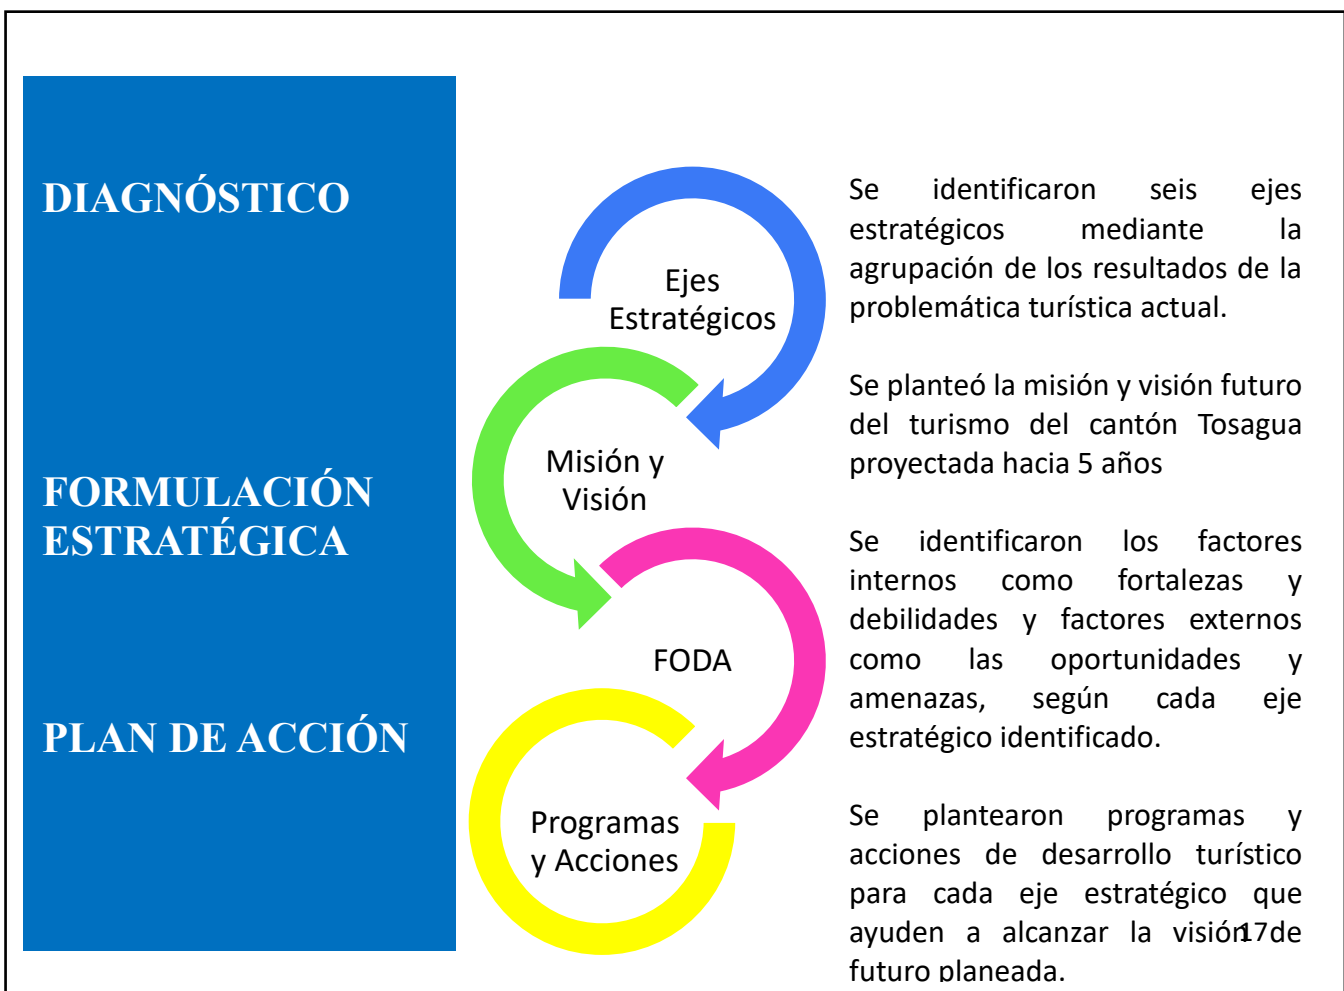 DIAGNÓSTICO
FORMULACIÓN
ESTRATÉGICA
PLAN DE ACCIÓN
Ejes
Estratégicos
Misión y
Visión
FODA
Programas
y Acciones
Se identificaron seis ejes
estratégicos mediante la
agrupación de los resultados de la
problemática turística actual.
Se planteó la misión y visión futuro
del turismo del cantón Tosagua
proyectada hacia 5 años
Se identificaron los factores
internos como fortalezas y
debilidades y factores externos
como las oportunidades y
amenazas, según cada eje
estratégico identificado.
Se plantearon programas y
acciones de desarrollo turístico
para cada eje estratégico que
ayuden a alcanzar la visión de
futuro planeada.
17